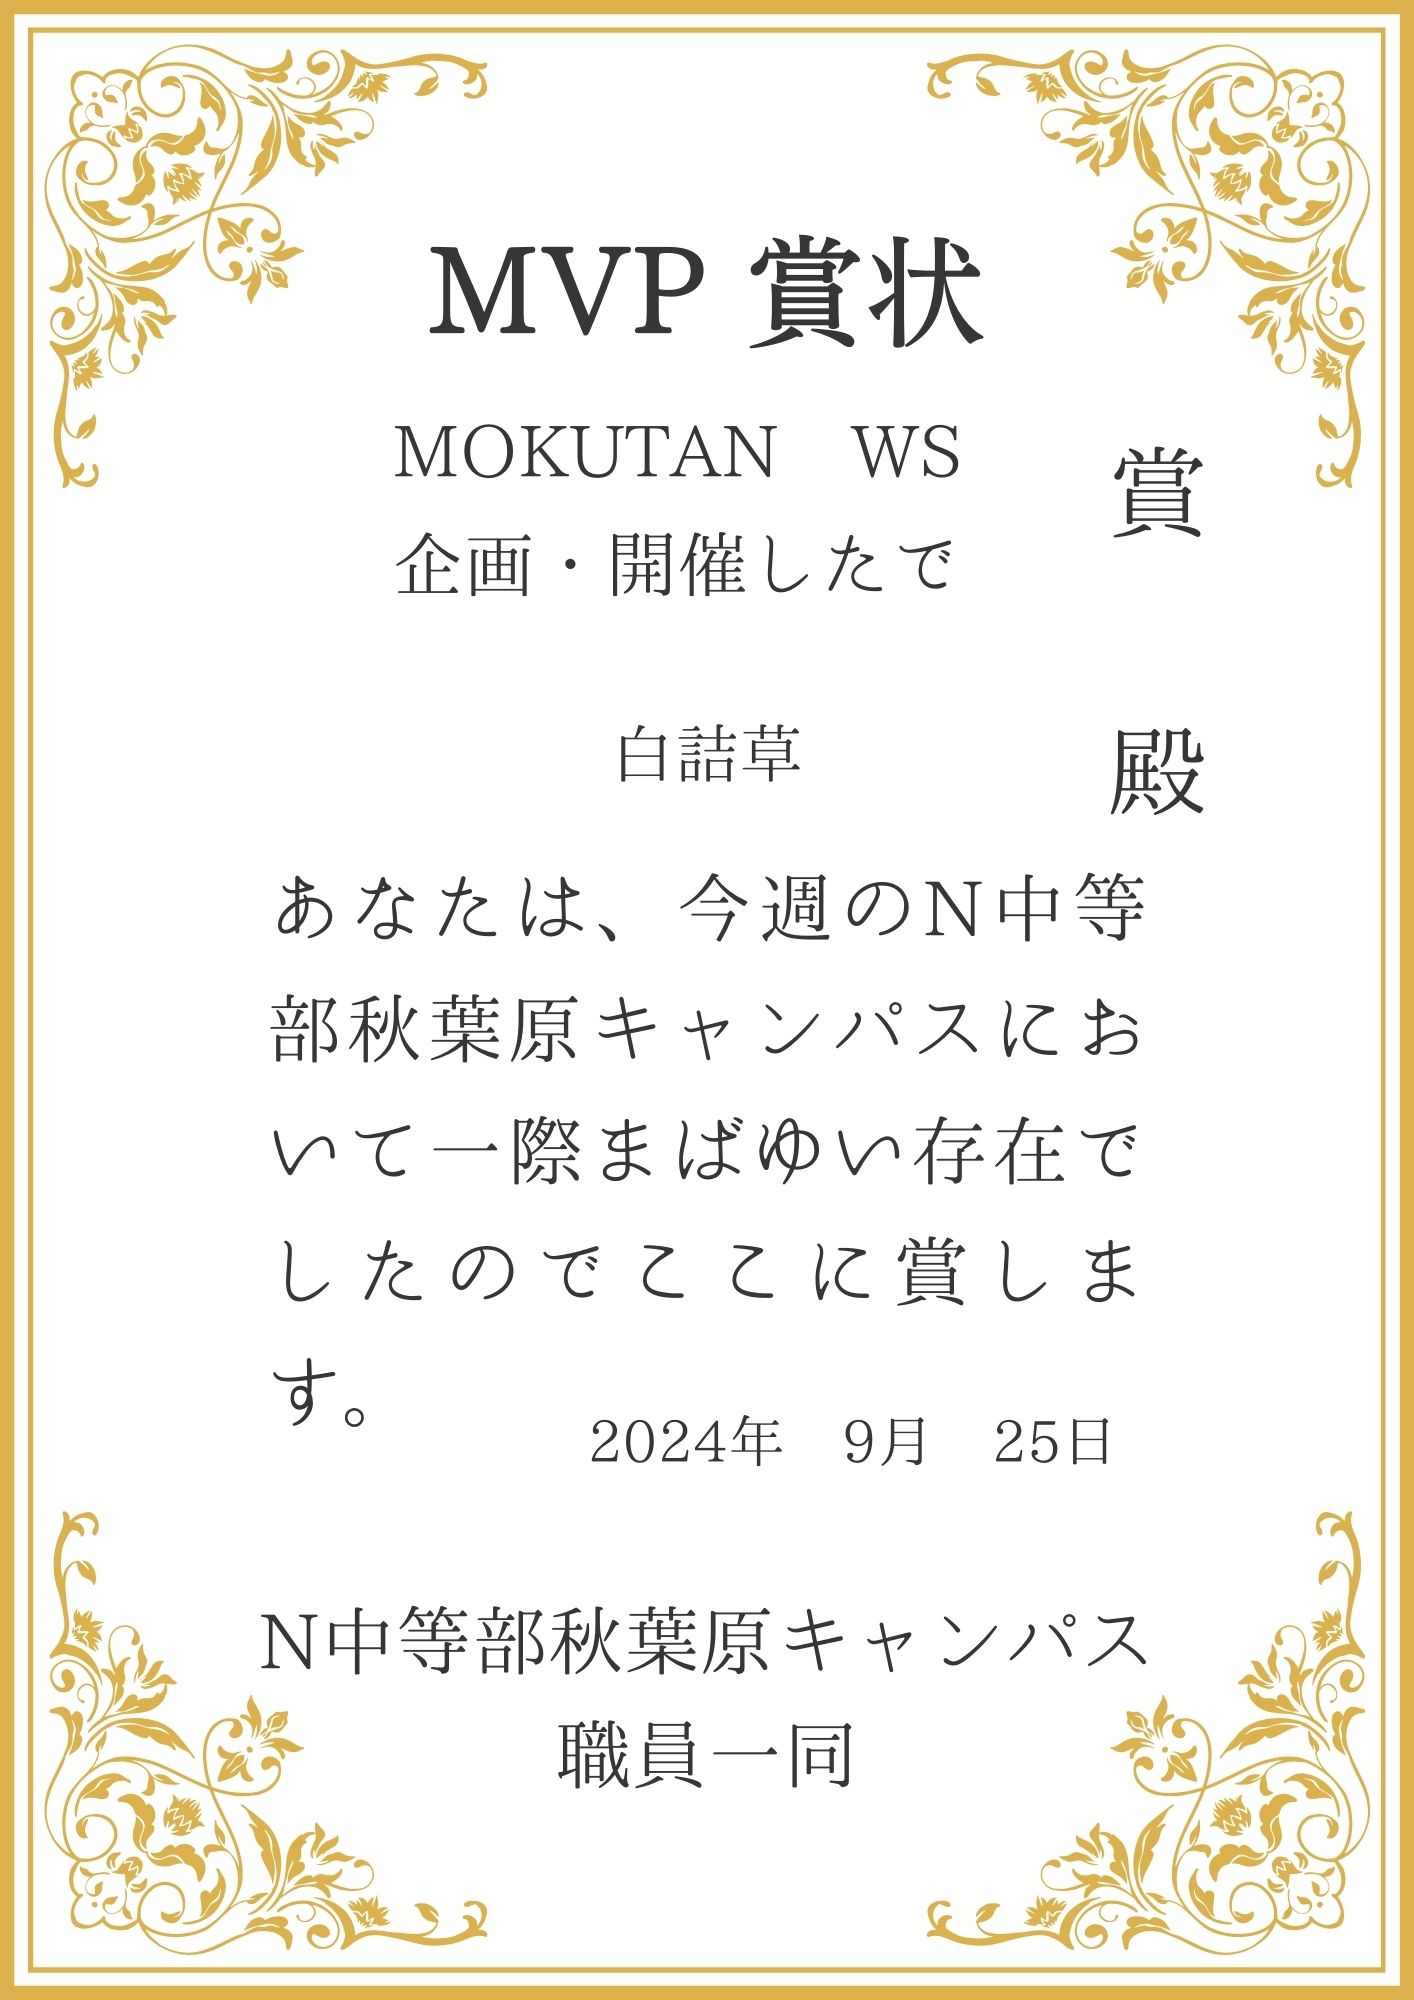 MVP 賞状
MOKUTAN　WS
企画・開催したで
賞
白詰草
殿
あなたは、今週のN中等
部秋葉原キャンパスにお
いて一際まばゆい存在で
したのでここに賞しま
す。
2024年　9月　25日
N中等部秋葉原キャンパス
職員一同